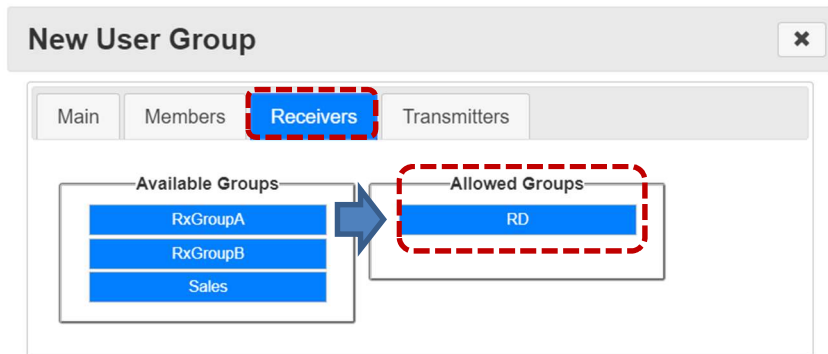 New User Group
Main Members Receivers Transmitters
Available Groups
RxGroupA
RxGroupB
Sales
Allowed Groups
RD